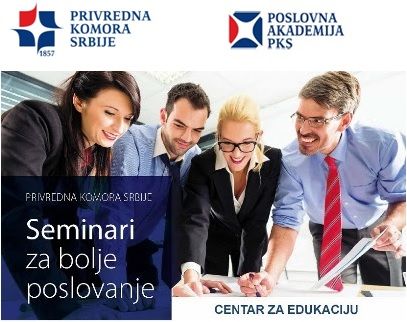 PRIVREDNA
KOMORA
SRBIJE
1857
POSLOVNA
AKADEMIJA
PKS
PRIVREDNA KOMORA SRBIJE
Seminari
za bolje
poslovanje
CENTAR ZA EDUKACIJU